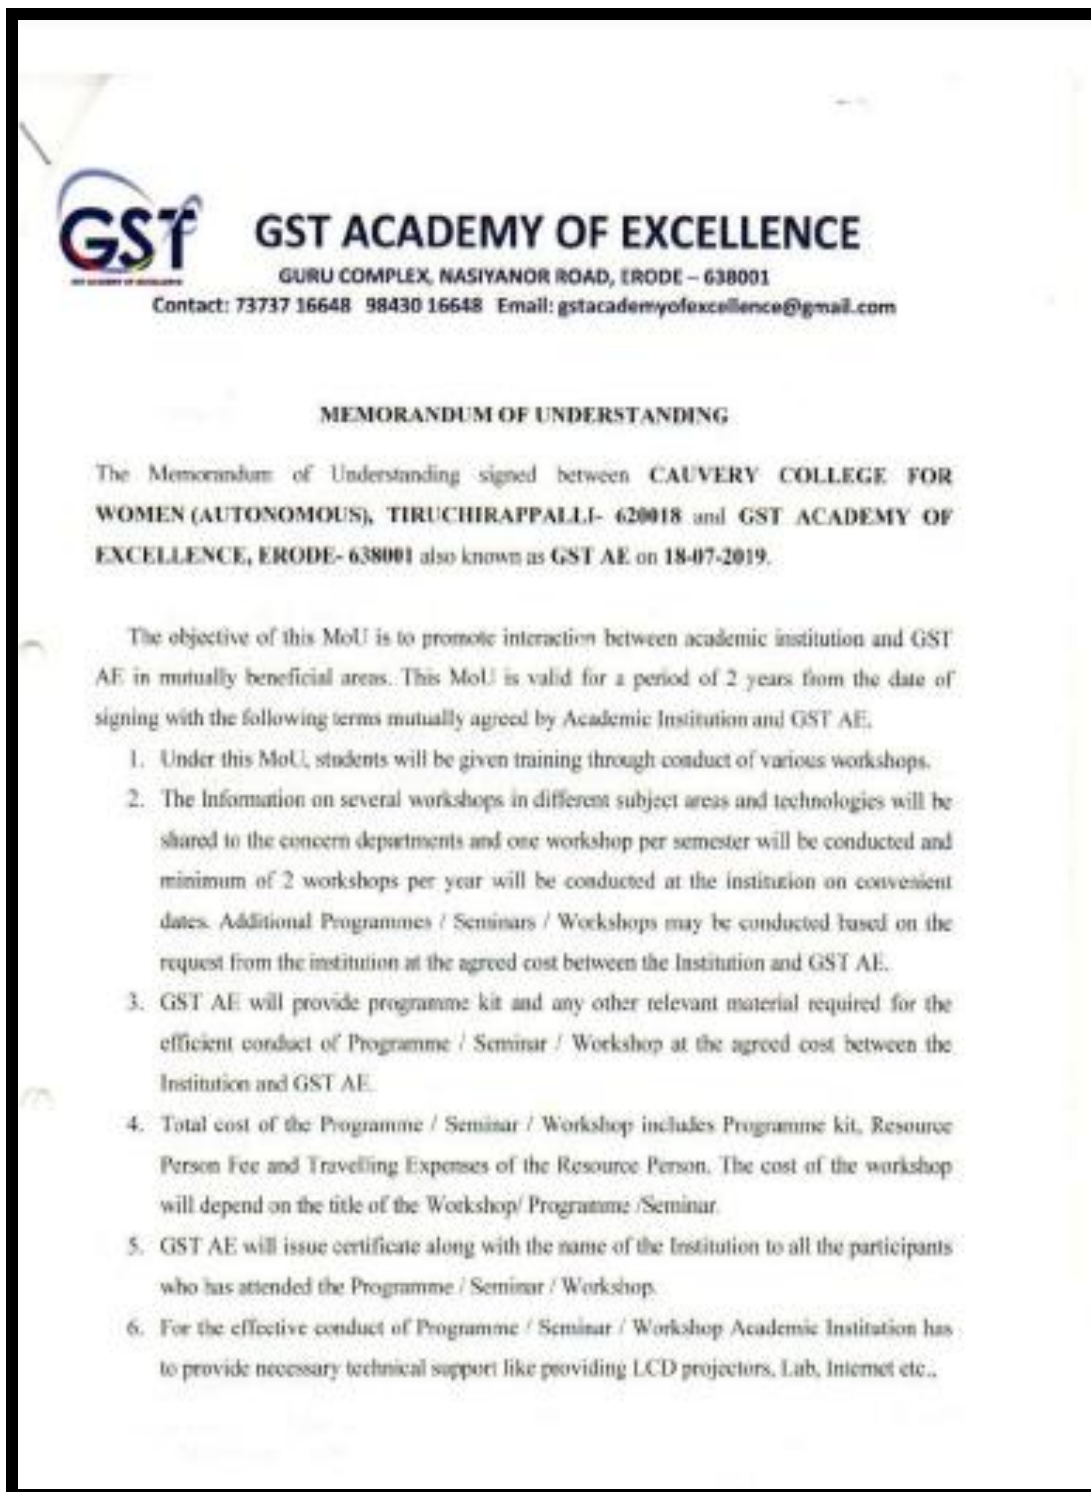 GST
GST ACADEMY OF EXCELLENCE
GST ACADEMY OF EXCELLENCE
GURU COMPLEX, NASIYANOR ROAD, ERODE – 638001
Contact: 73737 16648 98430 16648 Email: gstacademyofexcellence@gmail.com
MEMORANDUM OF UNDERSTANDING
The Memorandum of Understanding signed between CAUVERY COLLEGE FOR
WOMEN (AUTONOMOUS), TIRUCHIRAPPALLI- 620018 and GST ACADEMY OF
EXCELLENCE, ERODE- 638001 also known as GST AE on 18-07-2019.
The objective of this MoU is to promote interaction between academic institution and GST
AE in mutually beneficial areas. This MoU is valid for a period of 2 years from the date of
signing with the following terms mutually agreed by Academic Institution and GST AE.
1. Under this MoU, students will be given training through conduct of various workshops.
2. The Information on several workshops in different subject areas and technologies will be
shared to the concern departments and one workshop per semester will be conducted and
minimum of 2 workshops per year will be conducted at the institution on convenient
dates. Additional Programmes / Seminars / Workshops may be conducted based on the
request from the institution at the agreed cost between the Institution and GST AE.
3. GST AE will provide programme kit and any other relevant material required for the
efficient conduct of Programme / Seminar / Workshop at the agreed cost between the
Institution and GST AE.
4. Total cost of the Programme / Seminar / Workshop includes Programme kit, Resource
Person Fee and Travelling Expenses of the Resource Person. The cost of the workshop
will depend on the title of the Workshop/ Programme /Seminar.
5. GST AE will issue certificate along with the name of the Institution to all the participants
who has attended the Programme / Seminar / Workshop.
6. For the effective conduct of Programme / Seminar / Workshop Academic Institution has
to provide necessary technical support like providing LCD projectors, Lab, Internet etc.,